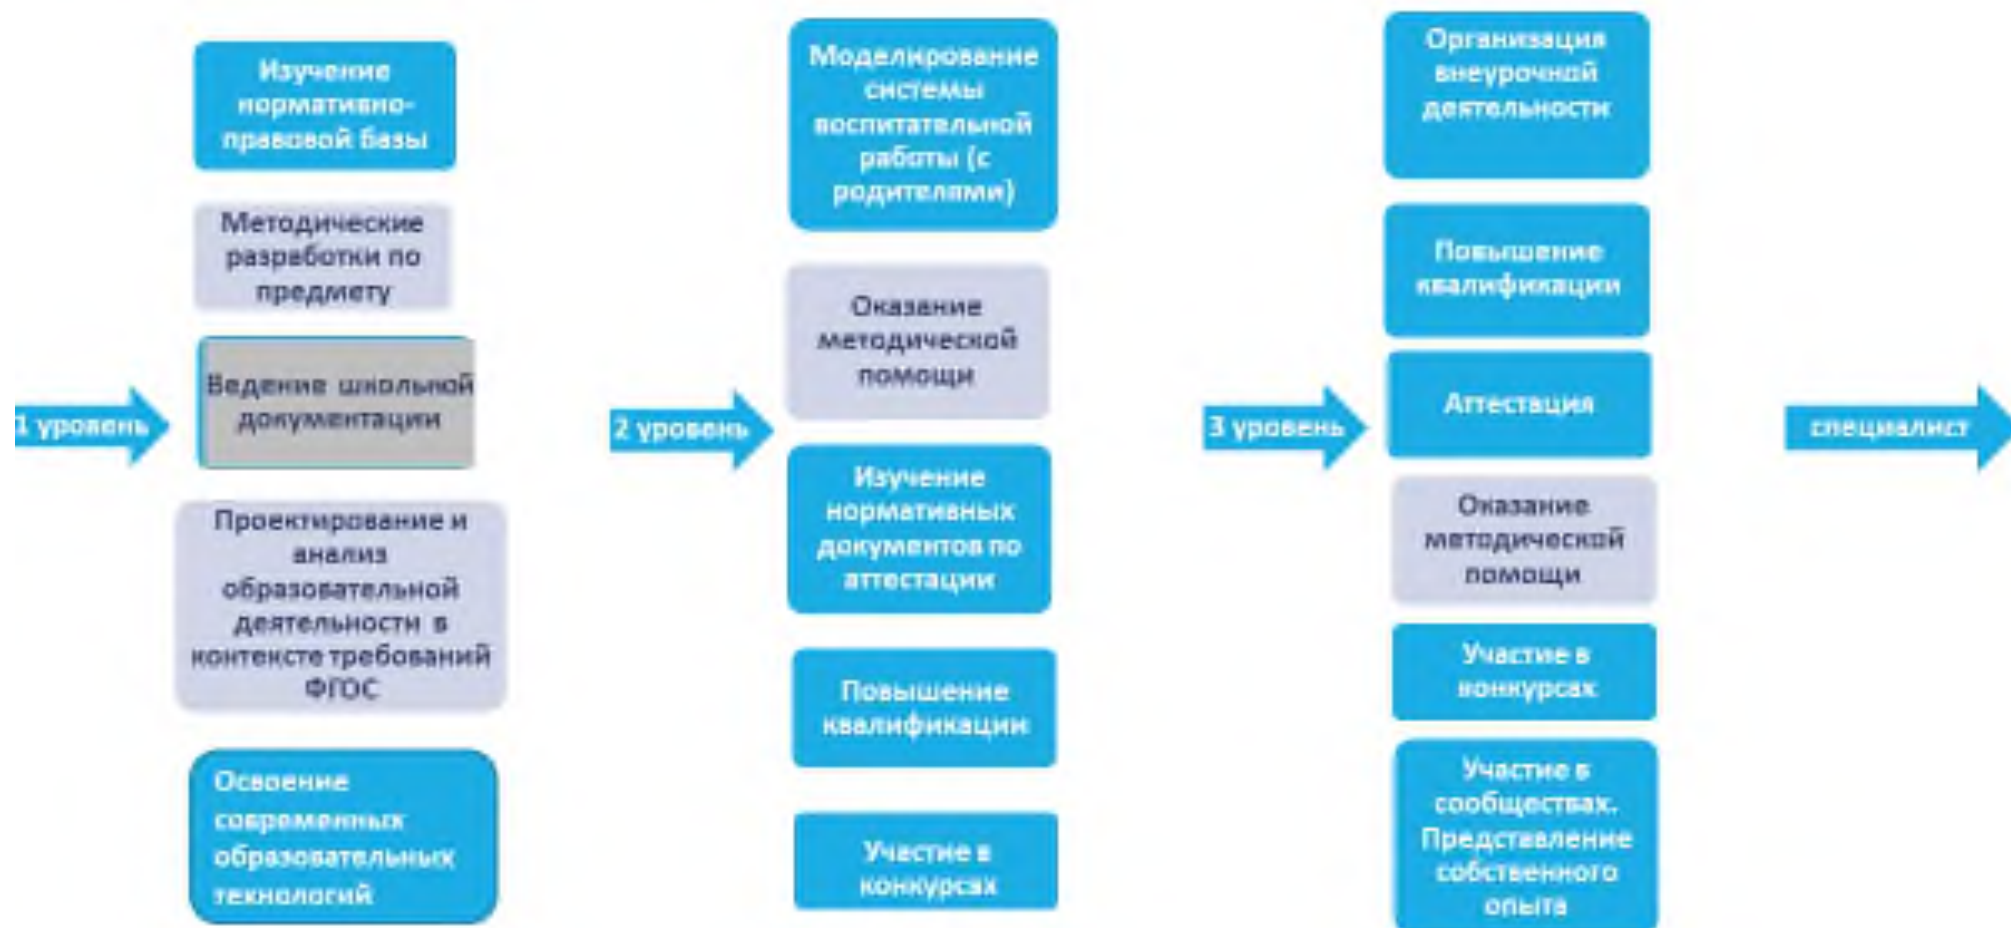 1 уровень
Изучение
нормативно-
правовой базы
Методические
разработки по
предмету
Ведение школьной
документации
Проектирование и
анализ
образовательной
деятельности в
контексте требований
ФГОС
Освоение
современных
образовательных
технологий
2 уровень
Моделирование
системы
воспитательной
работы (с
родителями)
Оказание
методической
помощи
Изучение
нормативных
документов по
аттестации
Повышение
квалификации
Участие в
конкурсах
3 уровень
Организация
внеурочной
деятельности
Повышение
квалификации
Аттестация
Оказание
методической
помощи
Участие в
конкурсах
Участие в
сообществах.
Представление
собственного
опыта
специалист